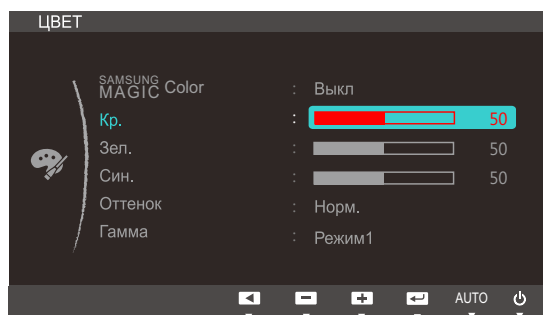 ЦВЕТ
SAMSUNG MAGIC Color : Выкл
Кр. : 50
Зел. : 50
Син. : 50
Оттенок : Норм.
Гамма : Режим1
AUTO